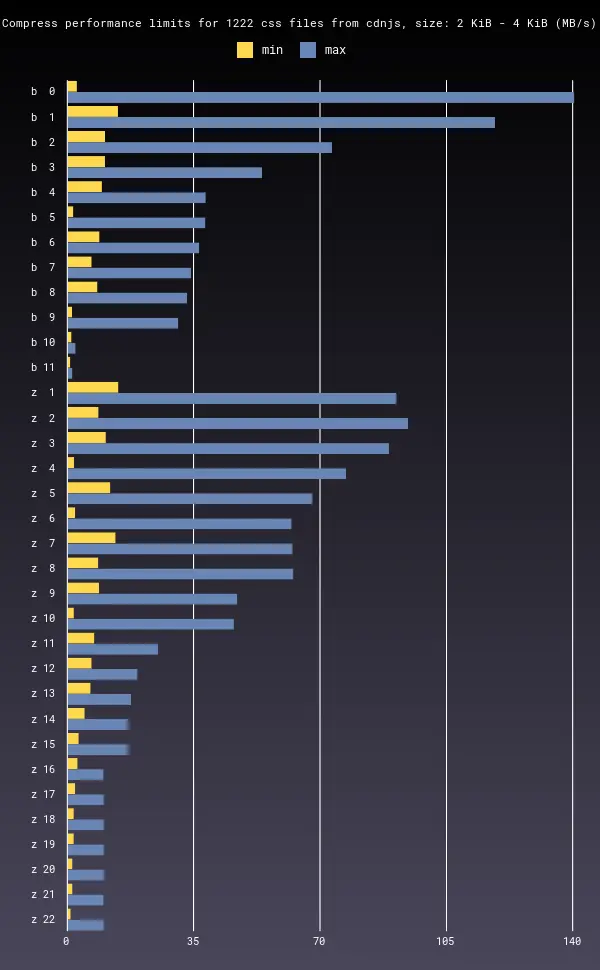 Compress performance limits for 1222 css files from cdnjs, size: 2 KiB - 4 KiB (MB/s)
min max
b 0
b 1
b 2
b 3
b 4
b 5
b 6
b 7
b 8
b 9
b 10
b 11
z 1
z 2
z 3
z 4
z 5
z 6
z 7
z 8
z 9
z 10
z 11
z 12
z 13
z 14
z 15
z 16
z 17
z 18
z 19
z 20
z 21
z 22
0 35 70 105 140